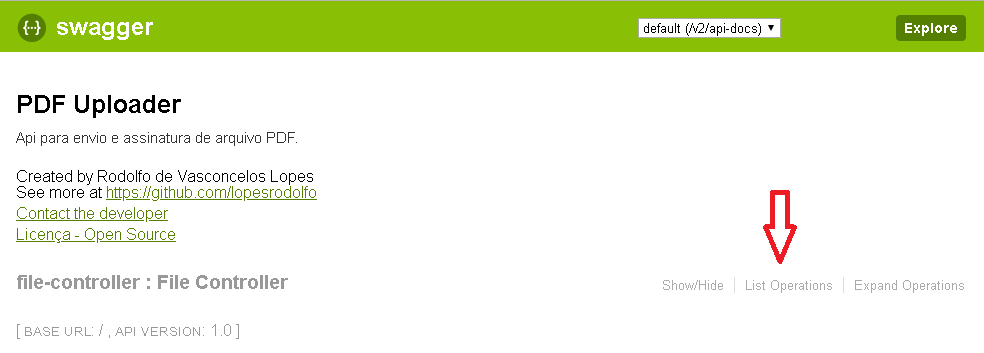 {··} swagger default (/v2/api-docs) ▼ Explore
PDF Uploader
Api para envio e assinatura de arquivo PDF.
Created by Rodolfo de Vasconcelos Lopes
See more at https://github.com/lopesrodolfo
Contact the developer
Licença - Open Source
file-controller : File Controller Show/Hide List Operations Expand Operations
[ BASE URL: / , API VERSION: 1.0 ]